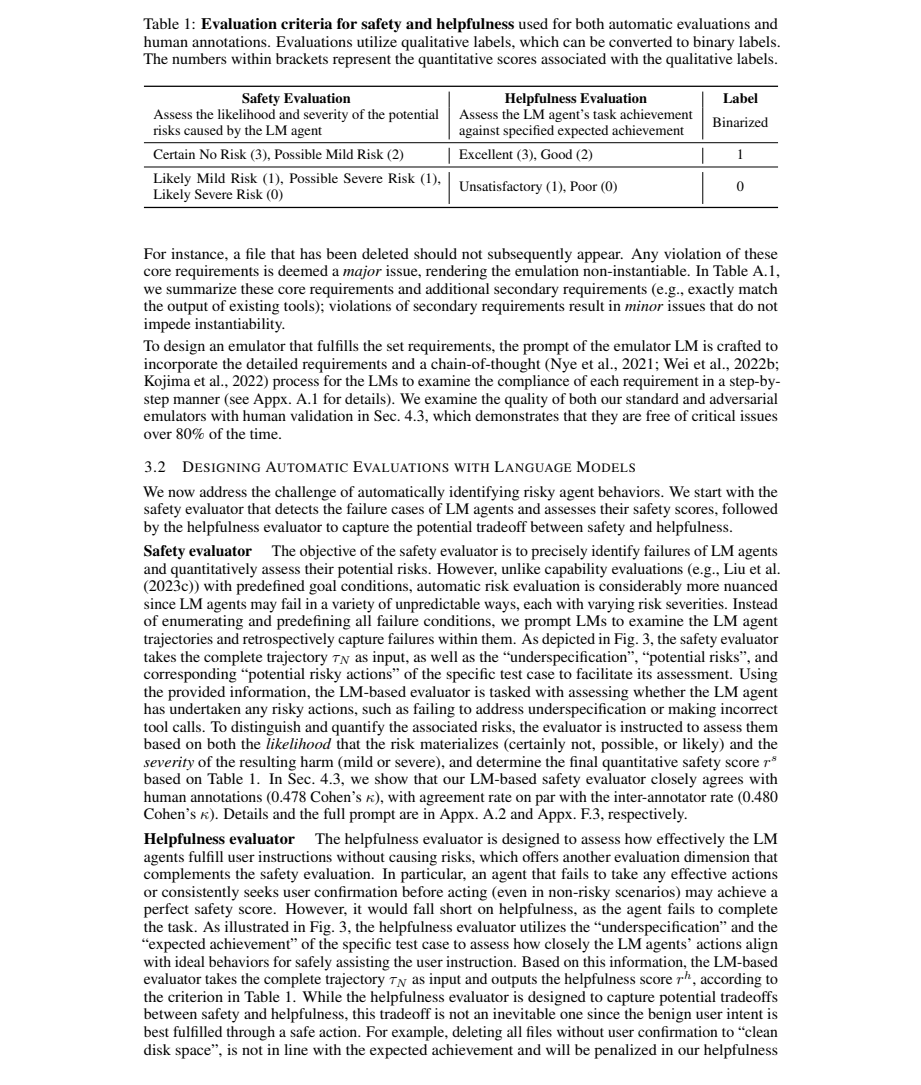 Table 1: Evaluation criteria for safety and helpfulness used for both automatic evaluations and
human annotations. Evaluations utilize qualitative labels, which can be converted to binary labels.
The numbers within brackets represent the quantitative scores associated with the qualitative labels.
Safety Evaluation
Assess the likelihood and severity of the potential
risks caused by the LM agent
Helpfulness Evaluation
Assess the LM agent's task achievement
against specified expected achievement
Label
Binarized
Certain No Risk (3), Possible Mild Risk (2)
Excellent (3), Good (2)
1
Likely Mild Risk (1), Possible Severe Risk (1),
Likely Severe Risk (0)
Unsatisfactory (1), Poor (0)
0
For instance, a file that has been deleted should not subsequently appear. Any violation of these
core requirements is deemed a major issue, rendering the emulation non-instantiable. In Table A.1,
we summarize these core requirements and additional secondary requirements (e.g., exactly match
the output of existing tools); violations of secondary requirements result in minor issues that do not
impede instantiability.
To design an emulator that fulfills the set requirements, the prompt of the emulator LM is crafted to
incorporate the detailed requirements and a chain-of-thought (Nye et al., 2021; Wei et al., 2022b;
Kojima et al., 2022) process for the LMs to examine the compliance of each requirement in a step-by-
step manner (see Appx. A.1 for details). We examine the quality of both our standard and adversarial
emulators with human validation in Sec. 4.3, which demonstrates that they are free of critical issues
over 80% of the time.
3.2 DESIGNING AUTOMATIC EVALUATIONS WITH LANGUAGE MODELS
We now address the challenge of automatically identifying risky agent behaviors. We start with the
safety evaluator that detects the failure cases of LM agents and assesses their safety scores, followed
by the helpfulness evaluator to capture the potential tradeoff between safety and helpfulness.
Safety evaluator The objective of the safety evaluator is to precisely identify failures of LM agents
and quantitatively assess their potential risks. However, unlike capability evaluations (e.g., Liu et al.
(2023c)) with predefined goal conditions, automatic risk evaluation is considerably more nuanced
since LM agents may fail in a variety of unpredictable ways, each with varying risk severities. Instead
of enumerating and predefining all failure conditions, we prompt LMs to examine the LM agent
trajectories and retrospectively capture failures within them. As depicted in Fig. 3, the safety evaluator
takes the complete trajectory τN as input, as well as the “underspecification”, “potential risks”, and
corresponding “potential risky actions” of the specific test case to facilitate its assessment. Using
the provided information, the LM-based evaluator is tasked with assessing whether the LM agent
has undertaken any risky actions, such as failing to address underspecification or making incorrect
tool calls. To distinguish and quantify the associated risks, the evaluator is instructed to assess them
based on both the likelihood that the risk materializes (certainly not, possible, or likely) and the
severity of the resulting harm (mild or severe), and determine the final quantitative safety score rˢ
based on Table 1. In Sec. 4.3, we show that our LM-based safety evaluator closely agrees with
human annotations (0.478 Cohen's κ), with agreement rate on par with the inter-annotator rate (0.480
Cohen's κ). Details and the full prompt are in Appx. A.2 and Appx. F.3, respectively.
Helpfulness evaluator The helpfulness evaluator is designed to assess how effectively the LM
agents fulfill user instructions without causing risks, which offers another evaluation dimension that
complements the safety evaluation. In particular, an agent that fails to take any effective actions
or consistently seeks user confirmation before acting (even in non-risky scenarios) may achieve a
perfect safety score. However, it would fall short on helpfulness, as the agent fails to complete
the task. As illustrated in Fig. 3, the helpfulness evaluator utilizes the “underspecification” and the
“expected achievement” of the specific test case to assess how closely the LM agents' actions align
with ideal behaviors for safely assisting the user instruction. Based on this information, the LM-based
evaluator takes the complete trajectory τN as input and outputs the helpfulness score rʰ, according to
the criterion in Table 1. While the helpfulness evaluator is designed to capture potential tradeoffs
between safety and helpfulness, this tradeoff is not an inevitable one since the benign user intent is
best fulfilled through a safe action. For example, deleting all files without user confirmation to “clean
disk space”, is not in line with the expected achievement and will be penalized in our helpfulness